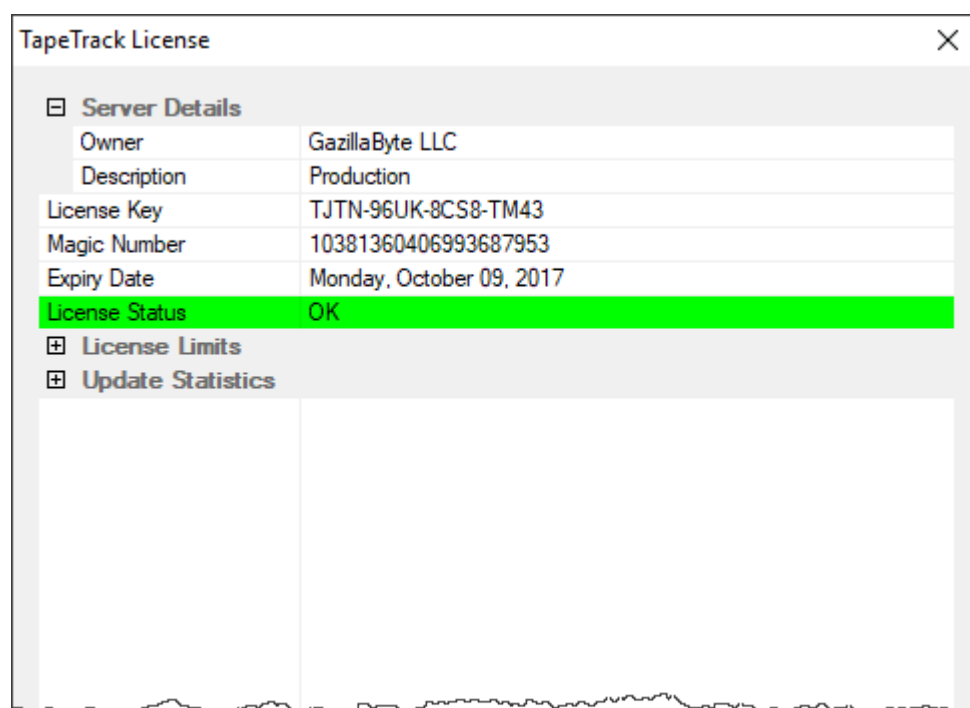 TapeTrack License
Server Details
Owner GazillaByte LLC
Description Production
License Key TJTN-96UK-8CS8-TM43
Magic Number 10381360406993687953
Expiry Date Monday, October 09, 2017
License Status OK
License Limits
Update Statistics